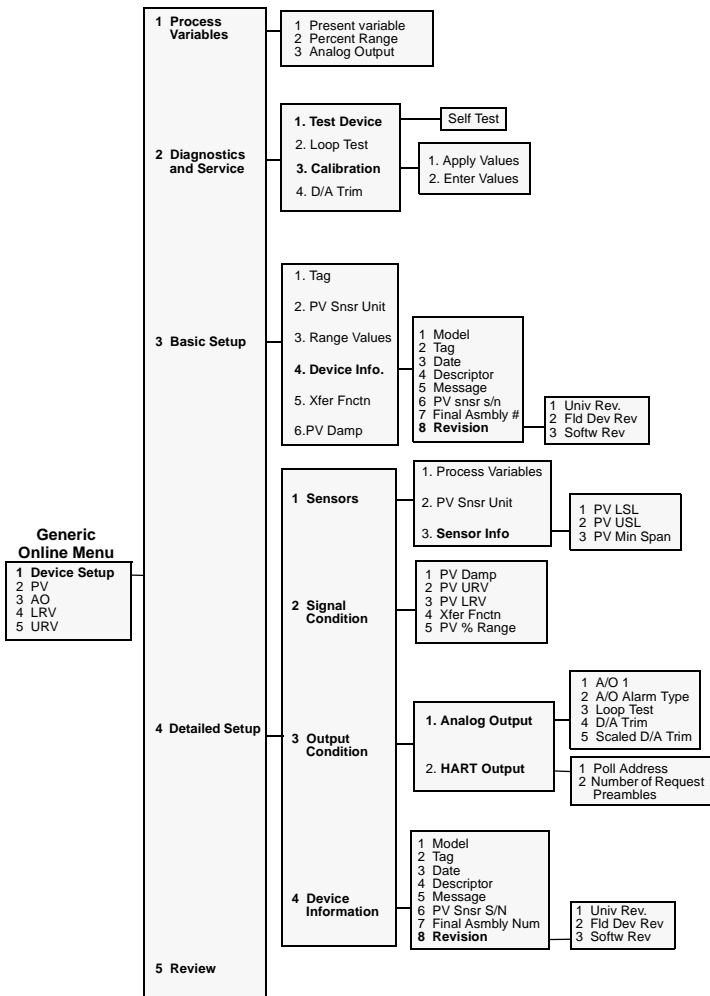 Generic
Online Menu
1 Device Setup
2 PV
3 AO
4 LRV
5 URV
1 Process
Variables
1 Present variable
2 Percent Range
3 Analog Output
2 Diagnostics
and Service
1. Test Device
2. Loop Test
3. Calibration
4. D/A Trim
Self Test
1. Apply Values
2. Enter Values
3 Basic Setup
1. Tag
2. PV Snsr Unit
3. Range Values
4. Device Info.
5. Xfer Fnctn
6.PV Damp
1 Model
2 Tag
3 Date
4 Descriptor
5 Message
6 PV snsr s/n
7 Final Asmbly #
8 Revision
1 Univ Rev.
2 Fld Dev Rev
3 Softw Rev
4 Detailed Setup
1 Sensors
1. Process Variables
2. PV Snsr Unit
3. Sensor Info
1 PV LSL
2 PV USL
3 PV Min Span
2 Signal
Condition
1 PV Damp
2 PV URV
3 PV LRV
4 Xfer Fnctn
5 PV % Range
3 Output
Condition
1. Analog Output
2. HART Output
1 A/O 1
2 A/O Alarm Type
3 Loop Test
4 D/A Trim
5 Scaled D/A Trim
1 Poll Address
2 Number of Request
Preambles
4 Device
Information
1 Model
2 Tag
3 Date
4 Descriptor
5 Message
6 PV Snsr S/N
7 Final Asmbly Num
8 Revision
1 Univ Rev.
2 Fld Dev Rev
3 Softw Rev
5 Review